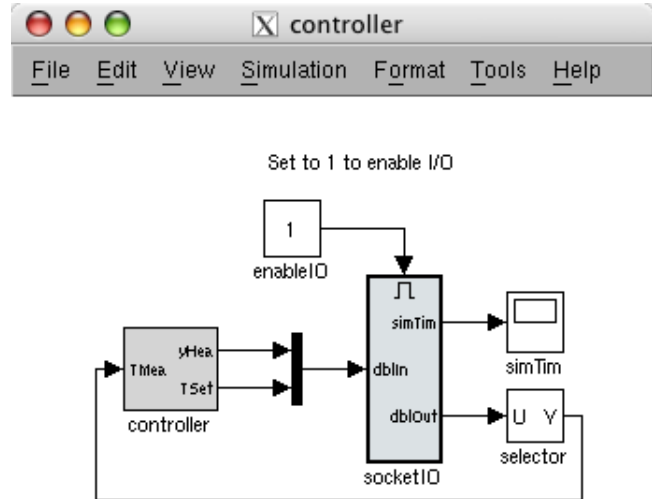 X controller
File Edit View Simulation Format Tools Help
Set to 1 to enable I/O
1
enableIO
simTim
yHea
TMea
TSet
dblIn
dblOut
simTim
controller
U Y
selector
socketIO